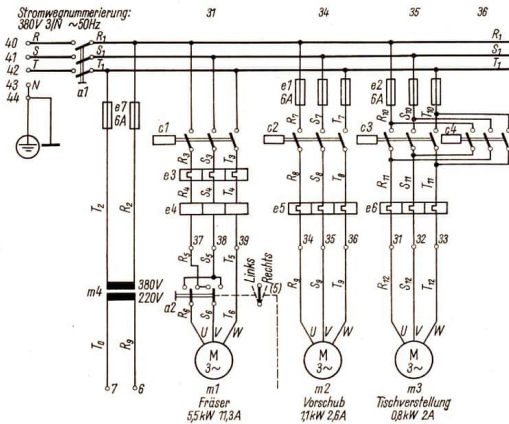 Stromwegnummerierung: 31 34 35 36
380V 3/N ~50Hz
40 R R1 R1
41 S S1 S1
42 T T1 T1
43 N
44
a1
e7 6A
e1 6A
e2 6A
R7 S7 T7
R10 S10 T10
c1 c2 c3 c4
R3 S3 T3
R8 S8 T8
R11 S11 T11
e3
R4 S4 T4
e4 e5 e6
T2 R2
37 38 39 34 35 36 31 32 33
R5 S5 T5
R9 S9 T9
R12 S12 T12
Links
Rechts
(5)
m4 380V
220V
a2
R6 S6 T6
T0 R9
U V W U V W U V W
M 3~ M 3~ M 3~
7 6
m1 m2 m3
Fräser Vorschub Tischverstellung
5,5kW 11,3A 1,1kW 2,6A 0,8kW 2A